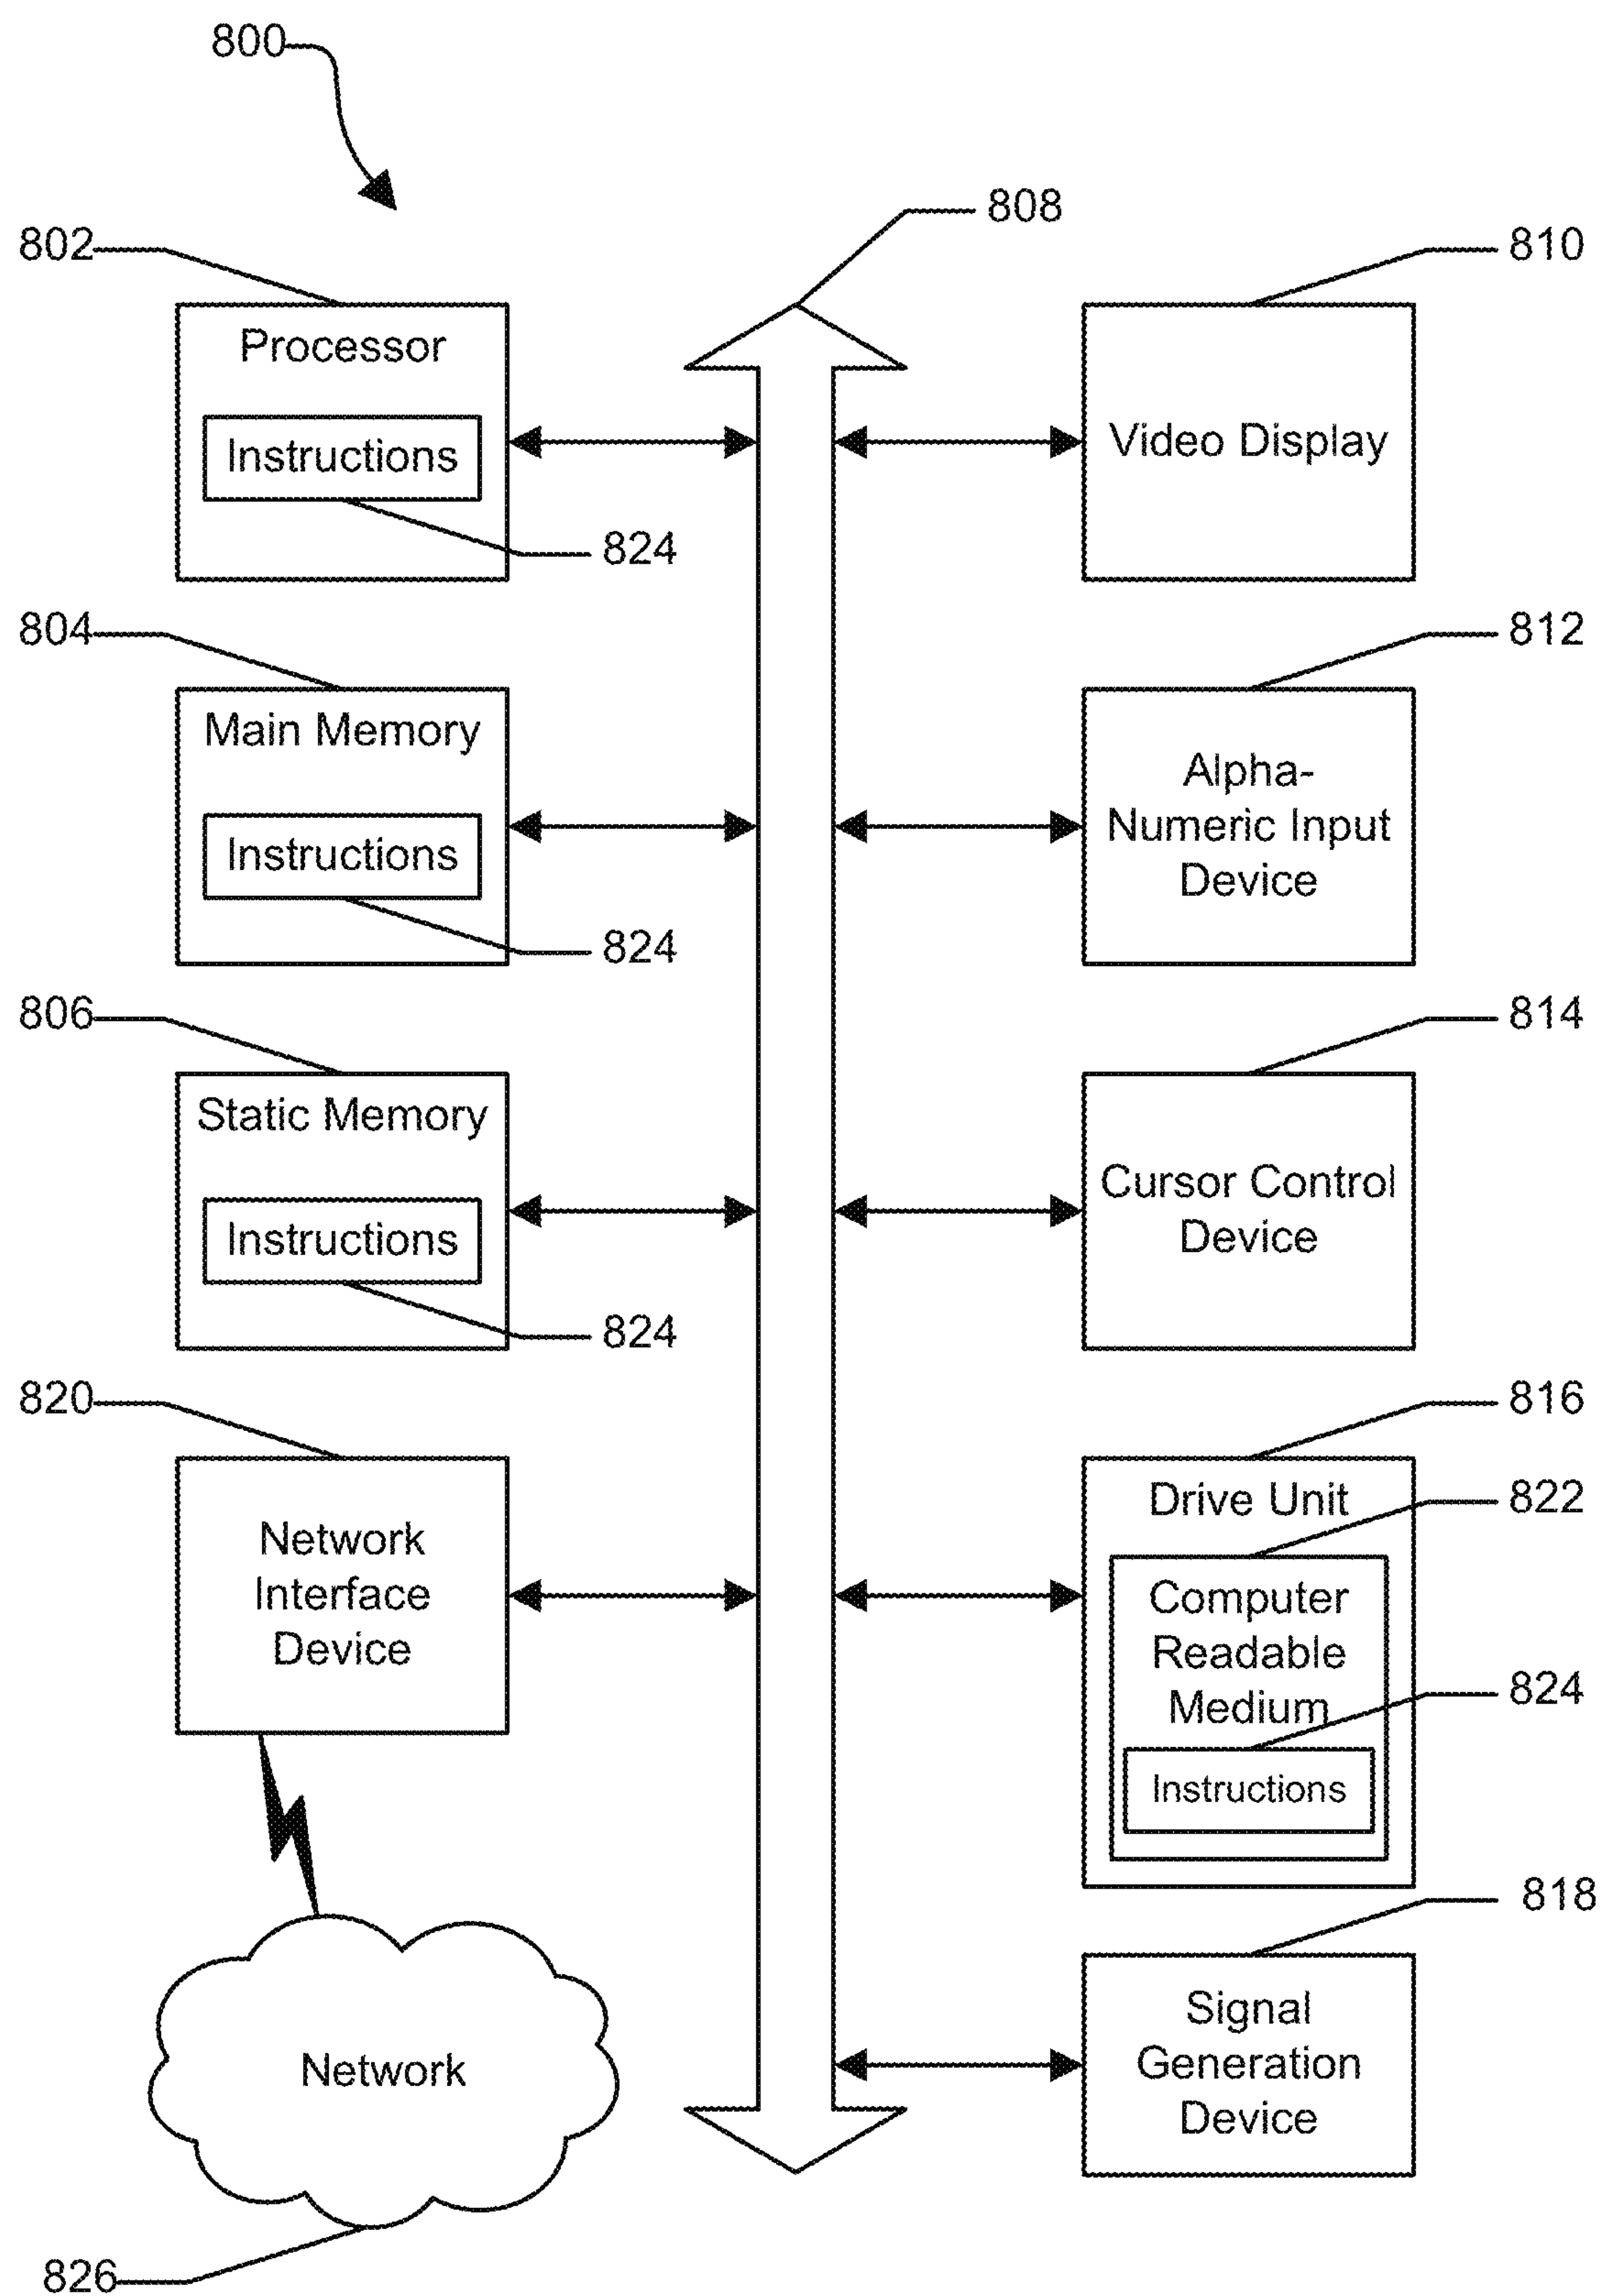 800
808
802
810
Processor
Instructions
824
Video Display
804
812
Main Memory
Instructions
824
Alpha-
Numeric Input
Device
806
814
Static Memory
Instructions
824
Cursor Control
Device
820
816
Network
Interface
Device
Drive Unit
822
Computer
Readable
Medium
824
Instructions
818
Signal
Generation
Device
Network
826